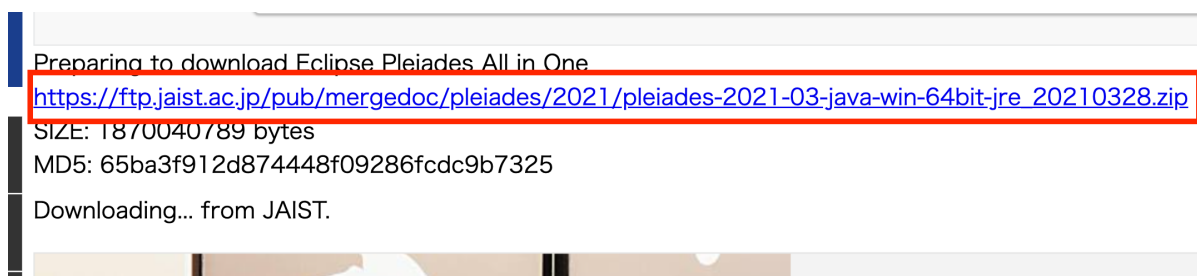 Preparing to download Eclipse Pleiades All in One
https://ftp.jaist.ac.jp/pub/mergedoc/pleiades/2021/pleiades-2021-03-java-win-64bit-jre_20210328.zip
SIZE: 1870040789 bytes
MD5: 65ba3f912d874448f09286fcdc9b7325
Downloading... from JAIST.